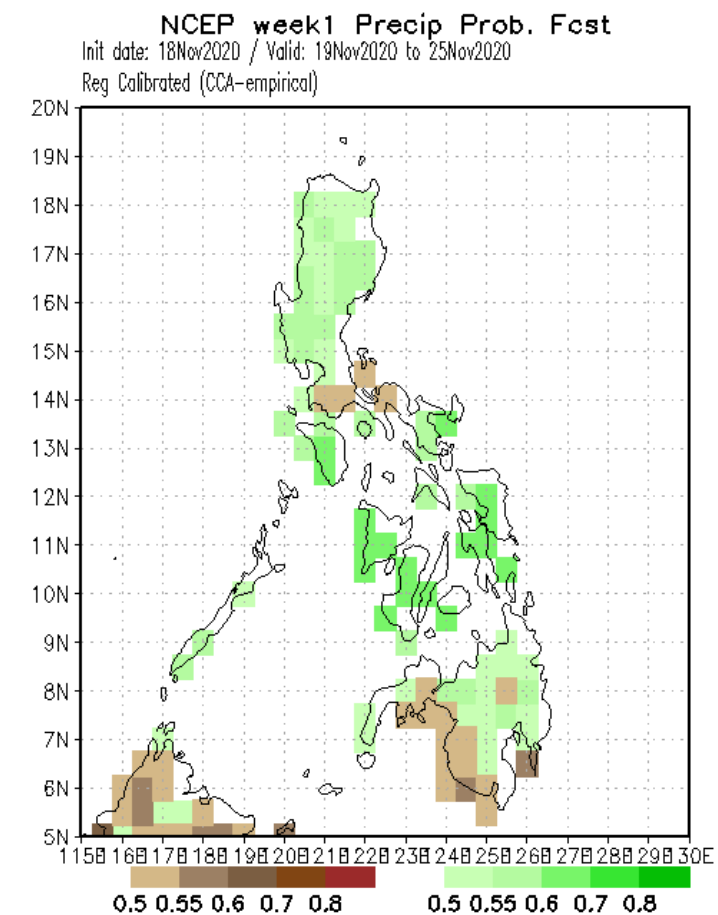 NCEP week1 Precip Prob. Fcst
Init date: 18Nov2020 / Valid: 19Nov2020 to 25Nov2020
Reg Calibrated (CCA-empirical)
20N
19N
18N
17N
16N
15N
14N
13N
12N
11N
10N
9N
8N
7N
6N
5N
115E 116E 117E 118E 119E 120E 121E 122E 123E 124E 125E 126E 127E 128E 129E 130E
0.5 0.55 0.6 0.7 0.8 0.5 0.55 0.6 0.7 0.8